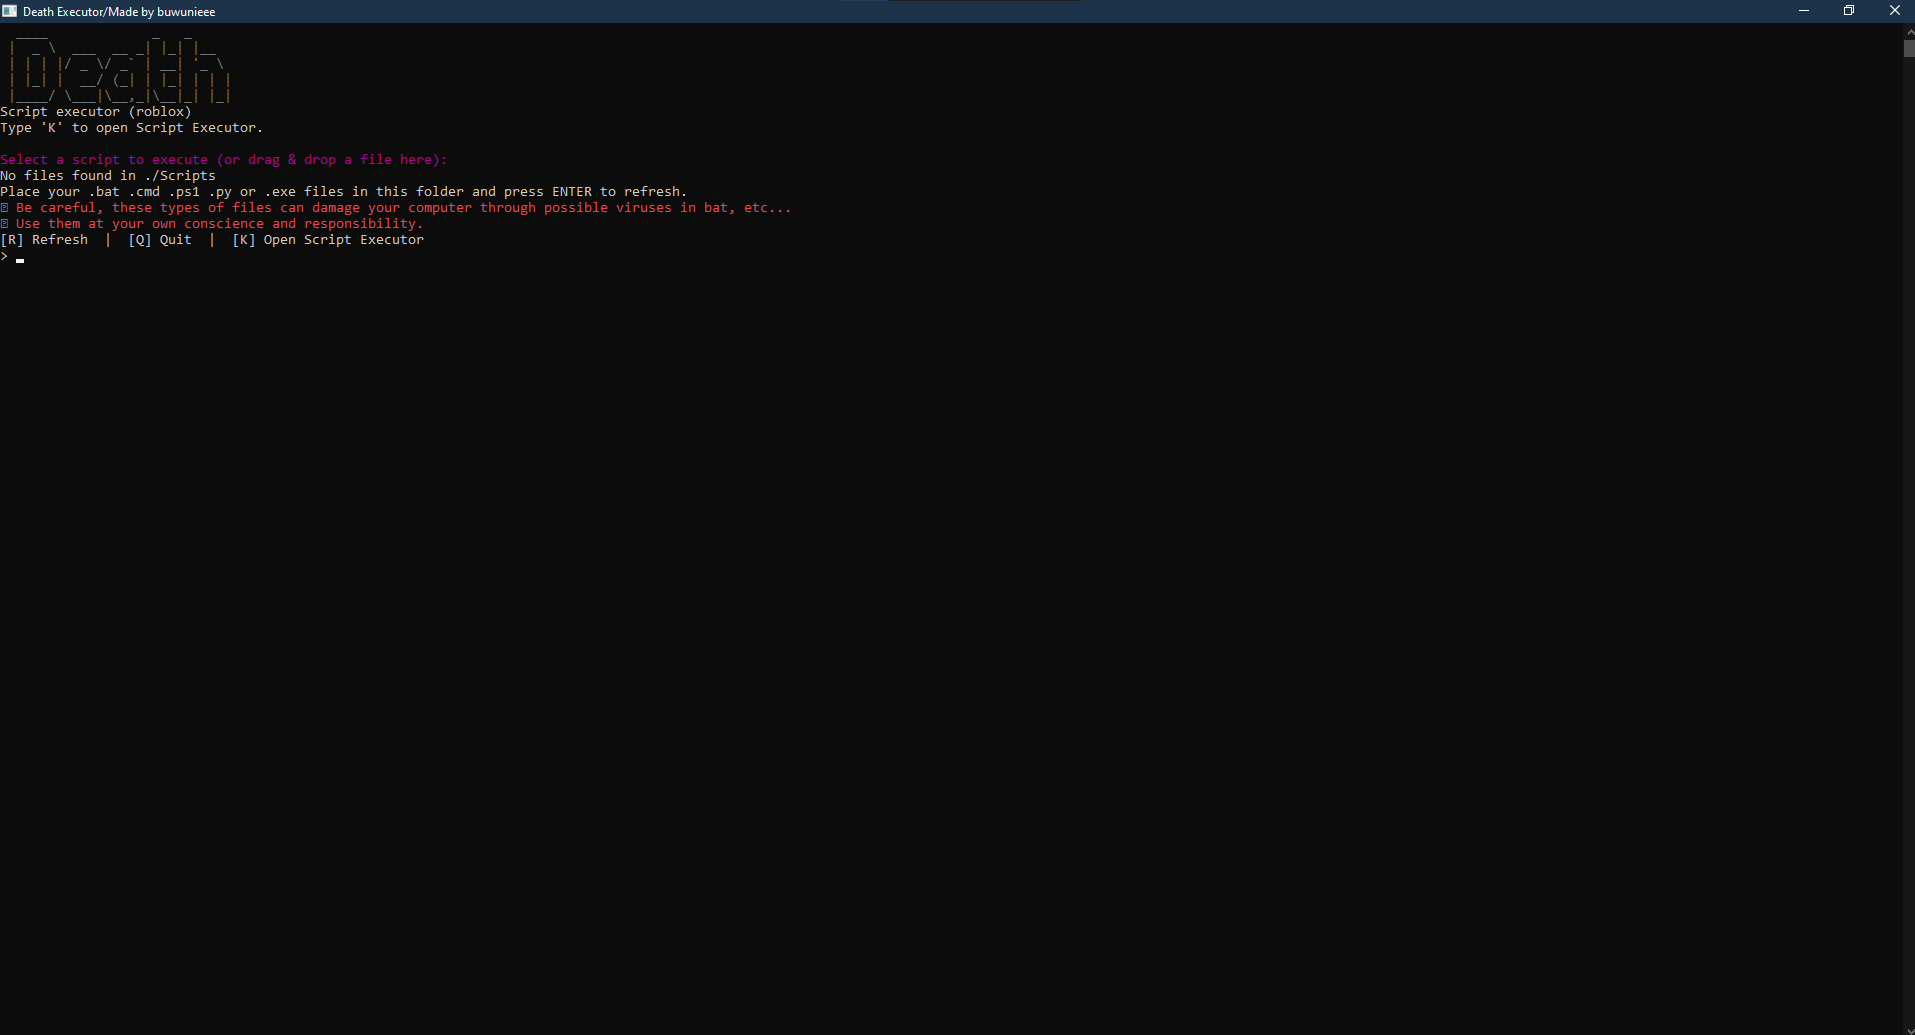 Death Executor/Made by buwunieee
Death
Script executor (roblox)
Type 'K' to open Script Executor.
Select a script to execute (or drag & drop a file here):
No files found in ./Scripts
Place your .bat .cmd .ps1 .py or .exe files in this folder and press ENTER to refresh.
Be careful, these types of files can damage your computer through possible viruses in bat, etc...
Use them at your own conscience and responsibility.
[R] Refresh  |  [Q] Quit  |  [K] Open Script Executor
>